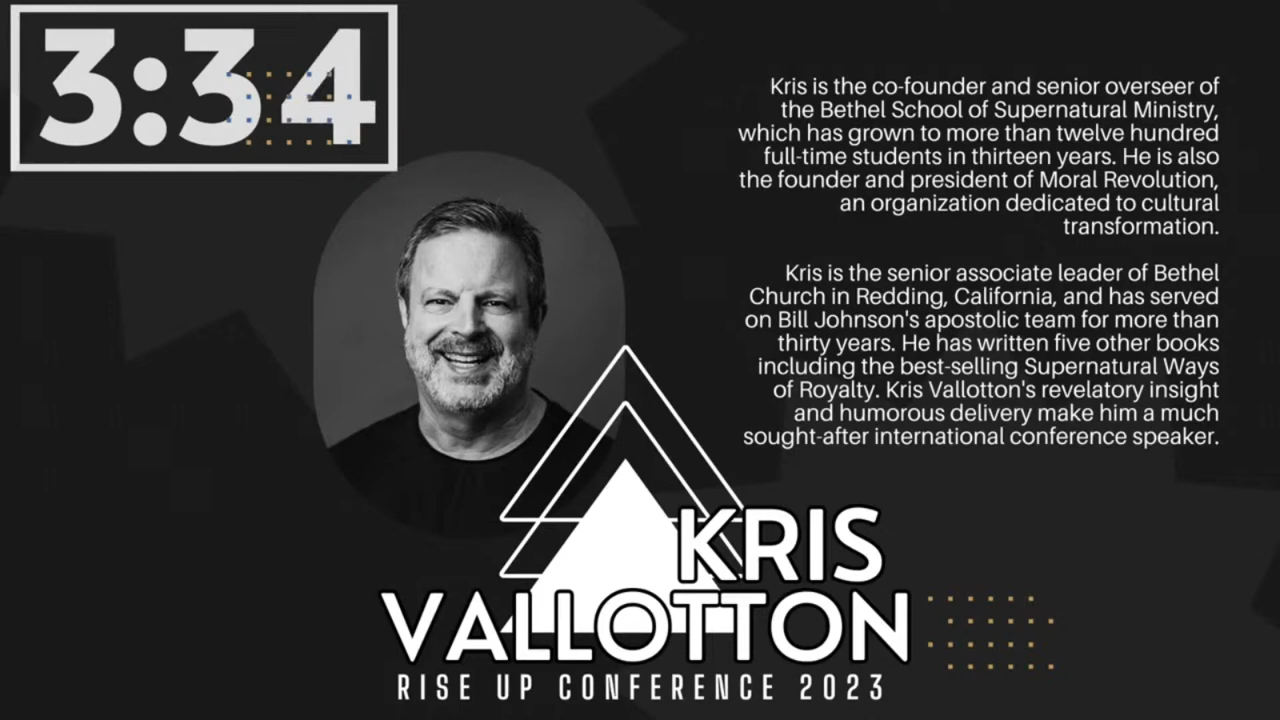 3:34
Kris is the co-founder and senior overseer of
the Bethel School of Supernatural Ministry,
which has grown to more than twelve hundred
full-time students in thirteen years. He is also
the founder and president of Moral Revolution,
an organization dedicated to cultural
transformation.
Kris is the senior associate leader of Bethel
Church in Redding, California, and has served
on Bill Johnson's apostolic team for more than
thirty years. He has written five other books
including the best-selling Supernatural Ways
of Royalty. Kris Vallotton's revelatory insight
and humorous delivery make him a much
sought-after international conference speaker.
KRIS
VALLOTTON
RISE UP CONFERENCE 2023